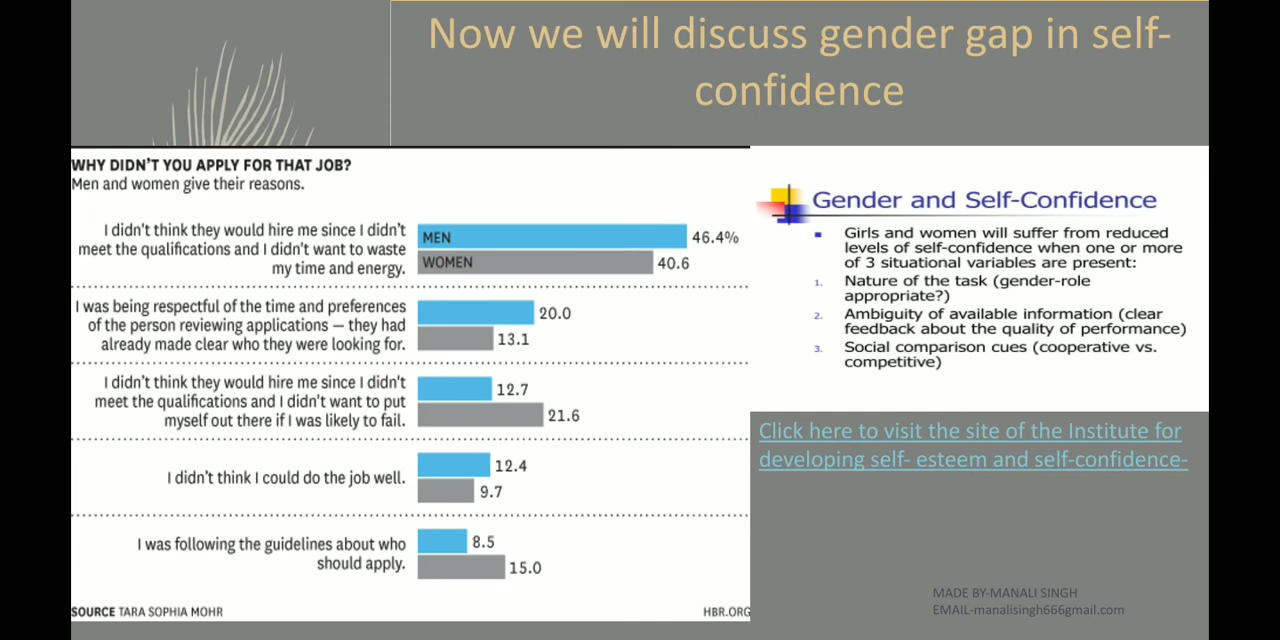 Now we will discuss gender gap in self-
confidence
WHY DIDN'T YOU APPLY FOR THAT JOB?
Men and women give their reasons.
I didn't think they would hire me since I didn't
meet the qualifications and I didn't want to waste
my time and energy.
MEN 46.4%
WOMEN 40.6
I was being respectful of the time and preferences
of the person reviewing applications — they had
already made clear who they were looking for.
20.0
13.1
I didn't think they would hire me since I didn't
meet the qualifications and I didn't want to put
myself out there if I was likely to fail.
12.7
21.6
I didn't think I could do the job well.
12.4
9.7
I was following the guidelines about who
should apply.
8.5
15.0
SOURCE TARA SOPHIA MOHR
HBR.ORG
Gender and Self-Confidence
Girls and women will suffer from reduced
levels of self-confidence when one or more
of 3 situational variables are present:
1. Nature of the task (gender-role
appropriate?)
2. Ambiguity of available information (clear
feedback about the quality of performance)
3. Social comparison cues (cooperative vs.
competitive)
Click here to visit the site of the Institute for
developing self- esteem and self-confidence-
MADE BY-MANALI SINGH
EMAIL-manalisingh666gmail.com